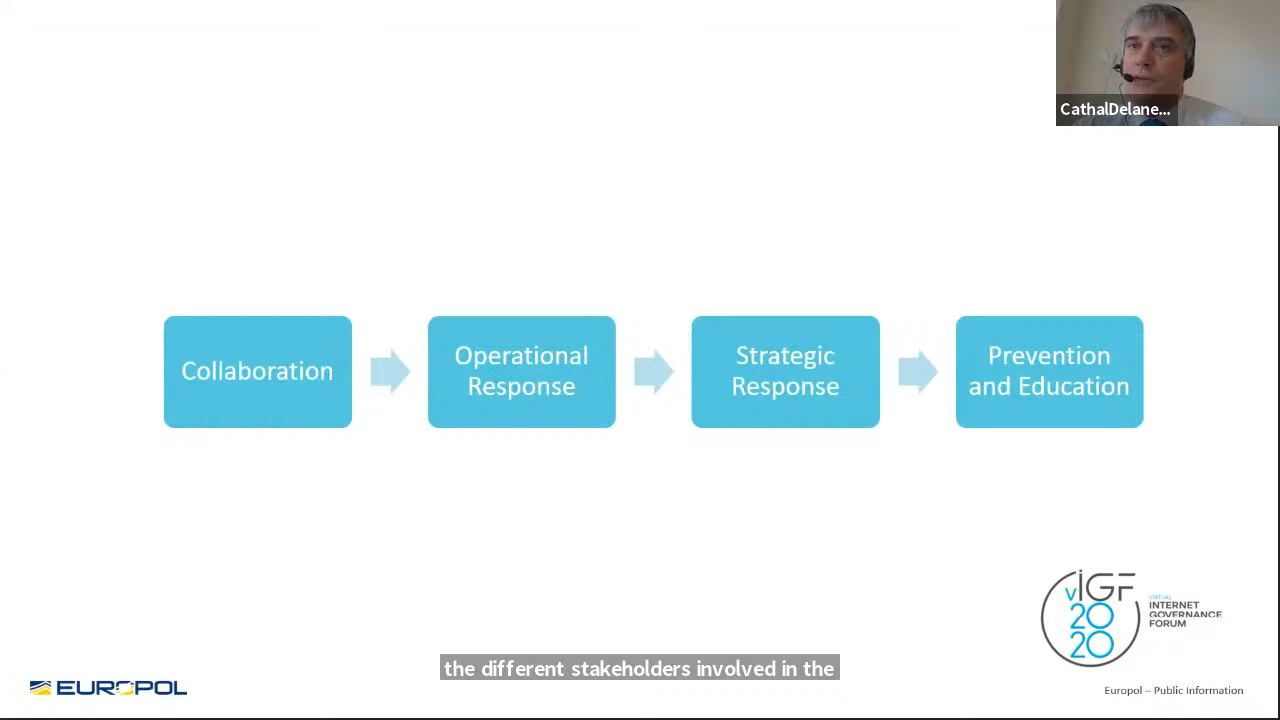 CathalDelane...
Collaboration
Operational
Response
Strategic
Response
Prevention
and Education
vIGF
2020
VIRTUAL
INTERNET
GOVERNANCE
FORUM
the different stakeholders involved in the
EUROPOL
Europol – Public Information